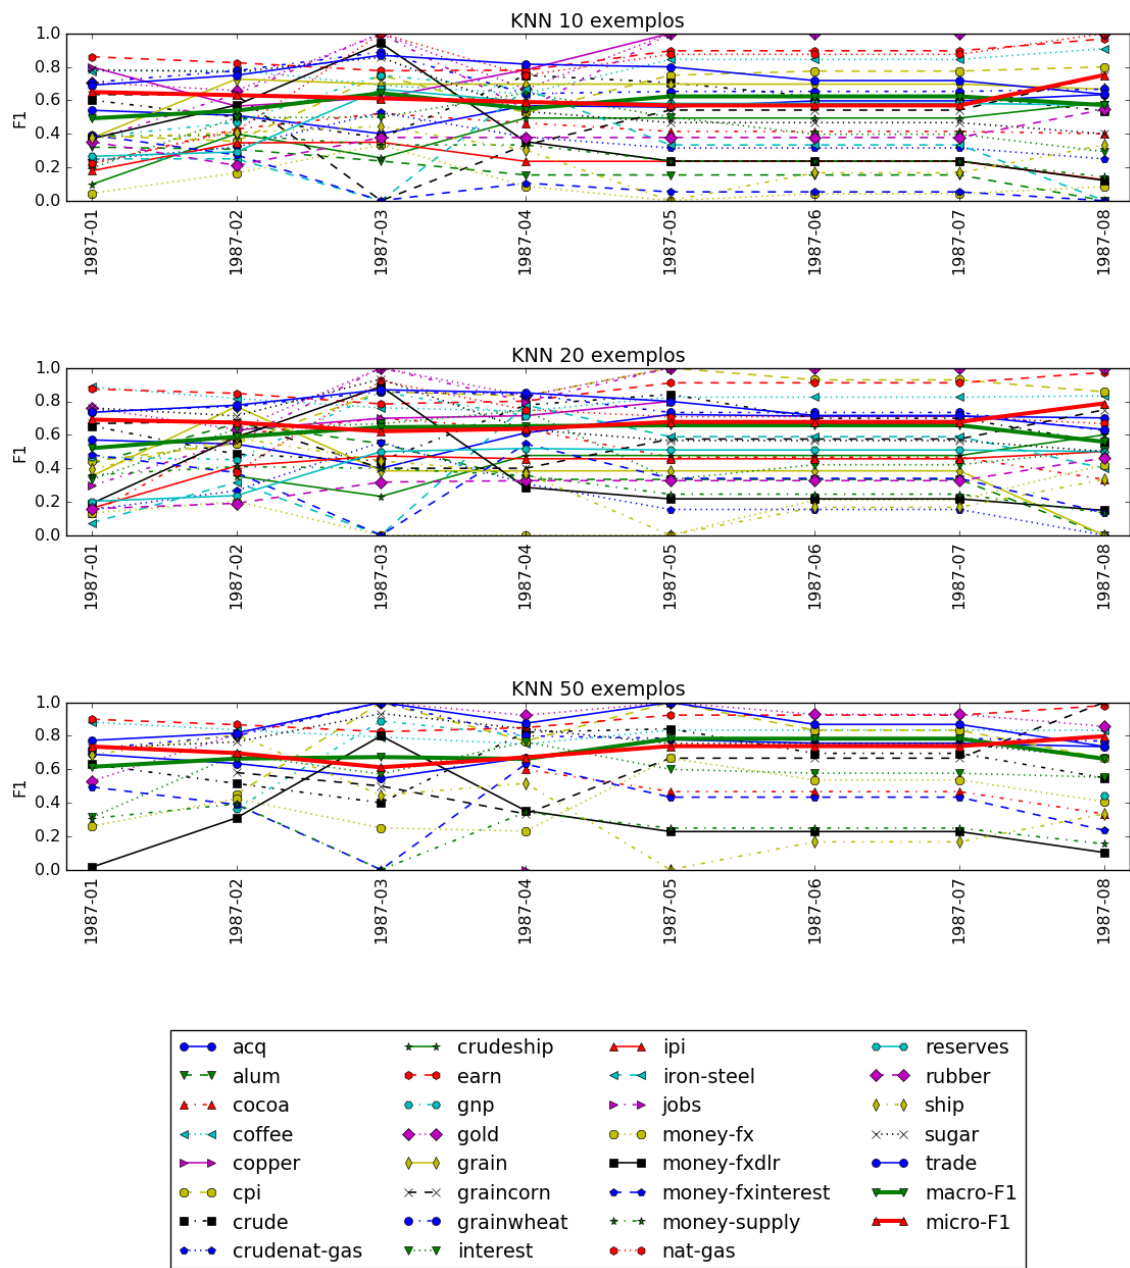 KNN 10 exemplos
1.0
0.8
0.6
0.4
0.2
0.0
F1
1987-01
1987-02
1987-03
1987-04
1987-05
1987-06
1987-07
1987-08
KNN 20 exemplos
1.0
0.8
0.6
0.4
0.2
0.0
F1
1987-01
1987-02
1987-03
1987-04
1987-05
1987-06
1987-07
1987-08
KNN 50 exemplos
1.0
0.8
0.6
0.4
0.2
0.0
F1
1987-01
1987-02
1987-03
1987-04
1987-05
1987-06
1987-07
1987-08
acq
alum
cocoa
coffee
copper
cpi
crude
crudenat-gas
crudeship
earn
gnp
gold
grain
graincorn
grainwheat
interest
ipi
iron-steel
jobs
money-fx
money-fxdlr
money-fxinterest
money-supply
nat-gas
reserves
rubber
ship
sugar
trade
macro-F1
micro-F1